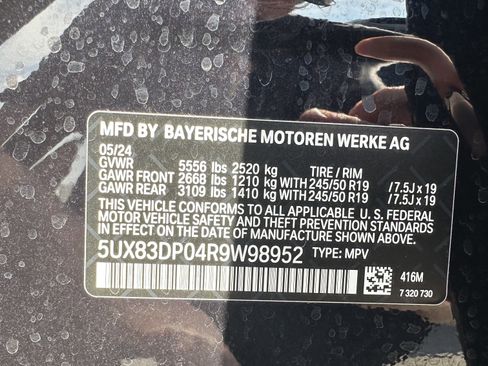 MFD BY BAYERISCHE MOTOREN WERKE AG
05/24
GVWR 5556 lbs 2520 kg TIRE / RIM
GAWR FRONT 2668 lbs 1210 kg WITH 245/50 R19 /7.5J x 19
GAWR REAR 3109 lbs 1410 kg WITH 245/50 R19 /7.5J x 19
THIS VEHICLE CONFORMS TO ALL APPLICABLE U. S. FEDERAL
MOTOR VEHICLE SAFETY AND THEFT PREVENTION STANDARDS
IN EFFECT ON THE DATE OF MANUFACTURE SHOWN ABOVE.
5UX83DP04R9W98952 TYPE: MPV
416M
7 320 730